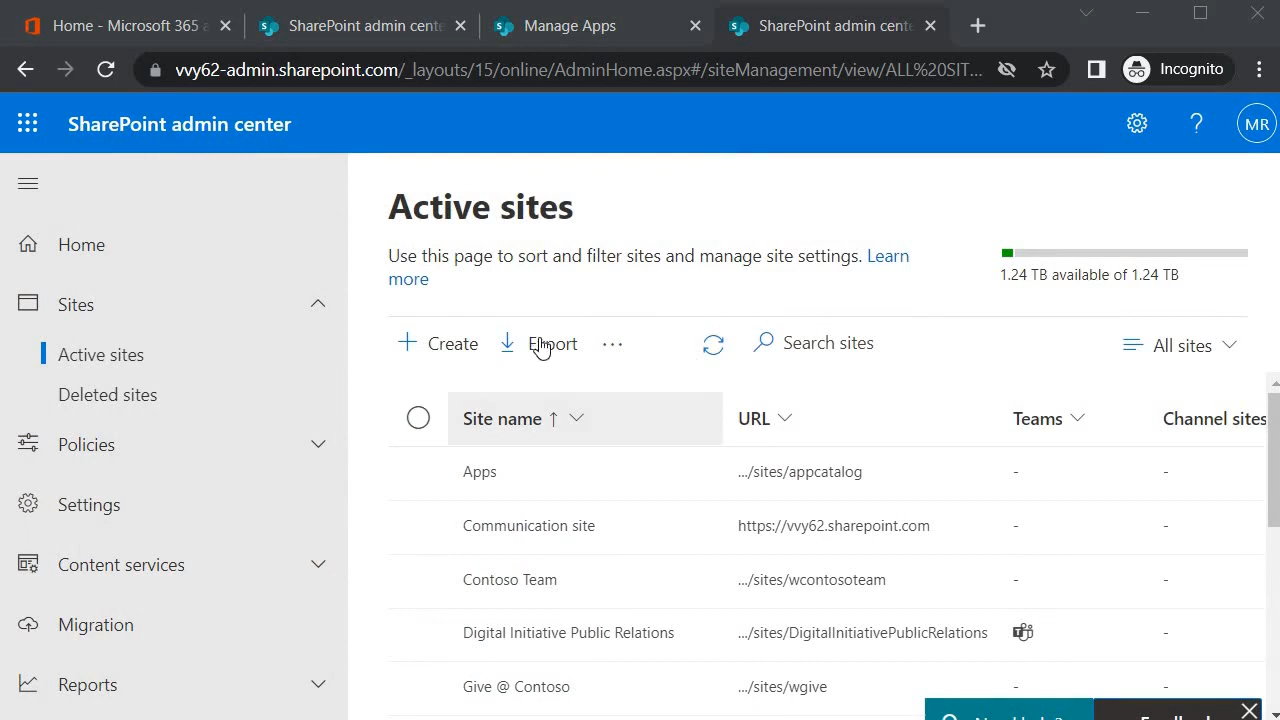 Home - Microsoft 365 a
SharePoint admin cente
Manage Apps
SharePoint admin cente
vvy62-admin.sharepoint.com/_layouts/15/online/AdminHome.aspx#/siteManagement/view/ALL%20SIT...
Incognito
SharePoint admin center
?
MR
Home
Sites
Active sites
Deleted sites
Policies
Settings
Content services
Migration
Reports
Active sites
Use this page to sort and filter sites and manage site settings. Learn
more
1.24 TB available of 1.24 TB
Create
Export
...
Search sites
All sites
Site name ↑
URL
Teams
Channel sites
Apps
.../sites/appcatalog
-
-
Communication site
https://vvy62.sharepoint.com
-
-
Contoso Team
.../sites/wcontosoteam
-
-
Digital Initiative Public Relations
.../sites/DigitalInitiativePublicRelations
-
Give @ Contoso
.../sites/wgive
-
-
Need help?
Feedback